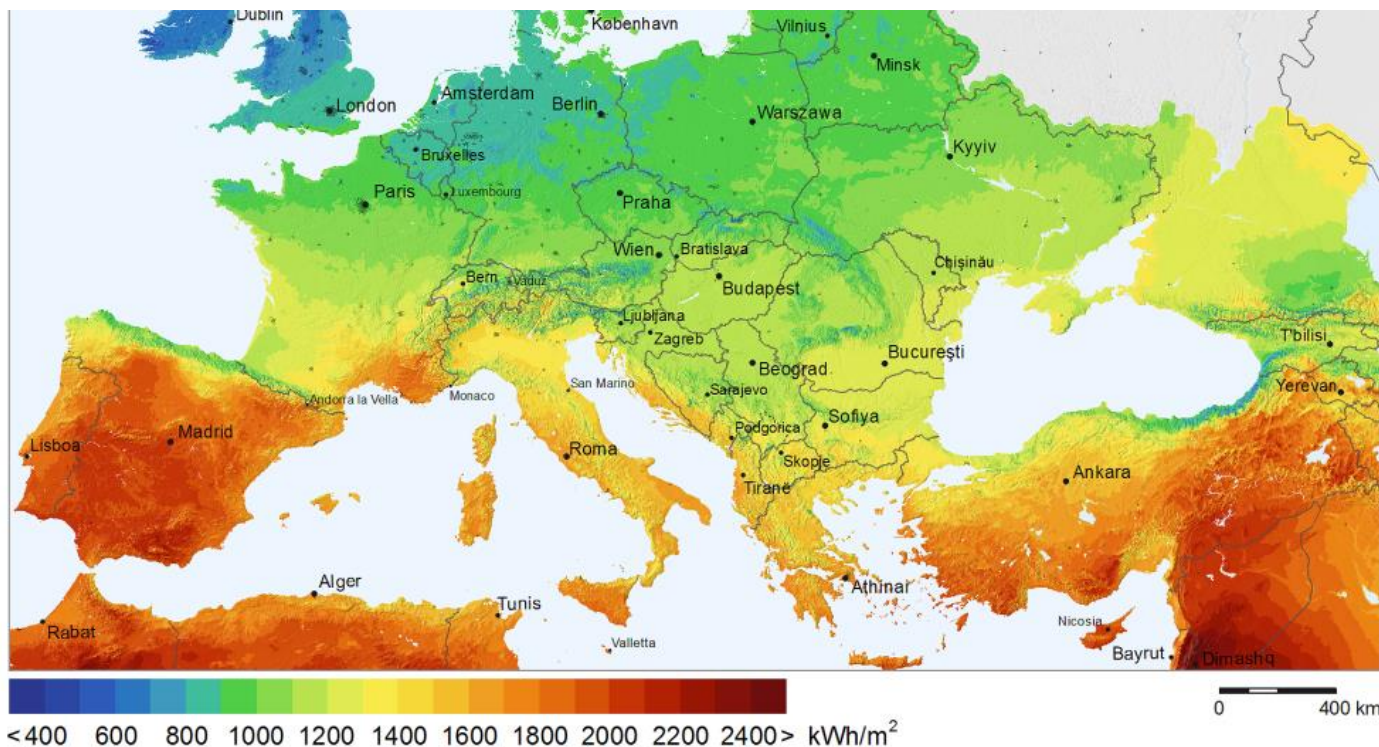 Dublin
København
Vilnius
Minsk
London
Amsterdam
Berlin
Warszawa
Bruxelles
Kyyiv
Paris
Luxembourg
Praha
Wien
Bratislava
Chişinău
Bern
Vaduz
Budapest
Ljubljana
Zagreb
T'bilisi
Beograd
Bucureşti
San Marino
Sarajevo
Yerevan
Andorra la Vella
Monaco
Sofiya
Podgorica
Lisboa
Madrid
Roma
Skopje
Tiranë
Ankara
Alger
Athinar
Tunis
Nicosia
Rabat
Valletta
Bayrut
Dimashq
<400 600 800 1000 1200 1400 1600 1800 2000 2200 2400> kWh/m²
0 400 km